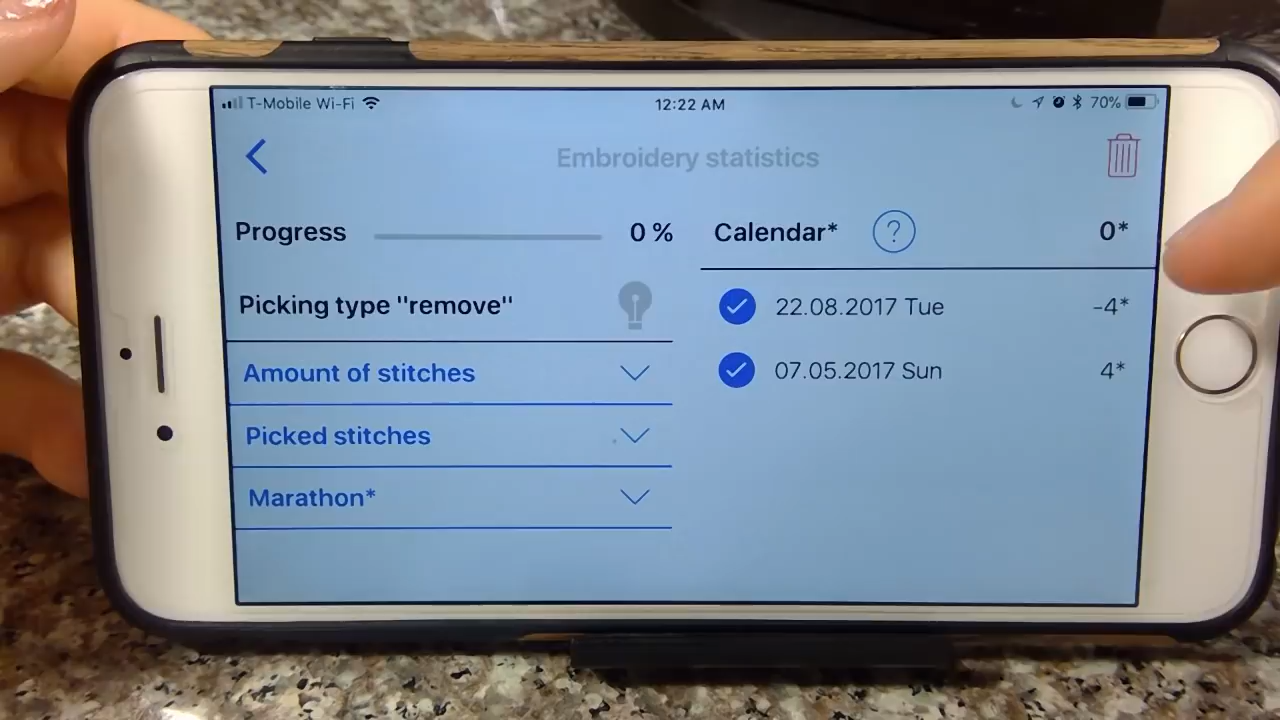 T-Mobile Wi-Fi 12:22 AM 70%
Embroidery statistics
Progress 0 %
Picking type "remove"
Amount of stitches
Picked stitches
Marathon*
Calendar* ? 0*
22.08.2017 Tue -4*
07.05.2017 Sun 4*